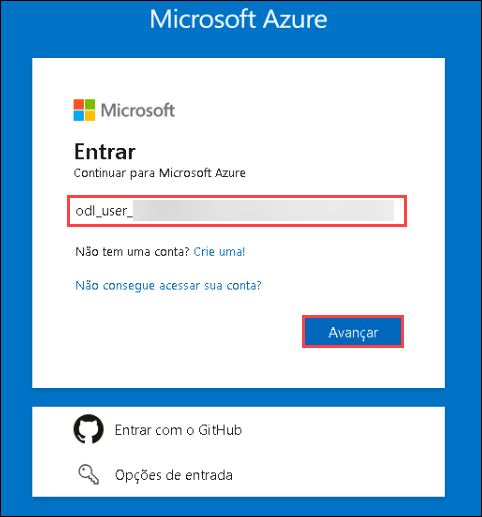 Microsoft Azure
Microsoft
Entrar
Continuar para Microsoft Azure
odl_user_
Não tem uma conta? Crie uma!
Não consegue acessar sua conta?
Avançar
Entrar com o GitHub
Opções de entrada